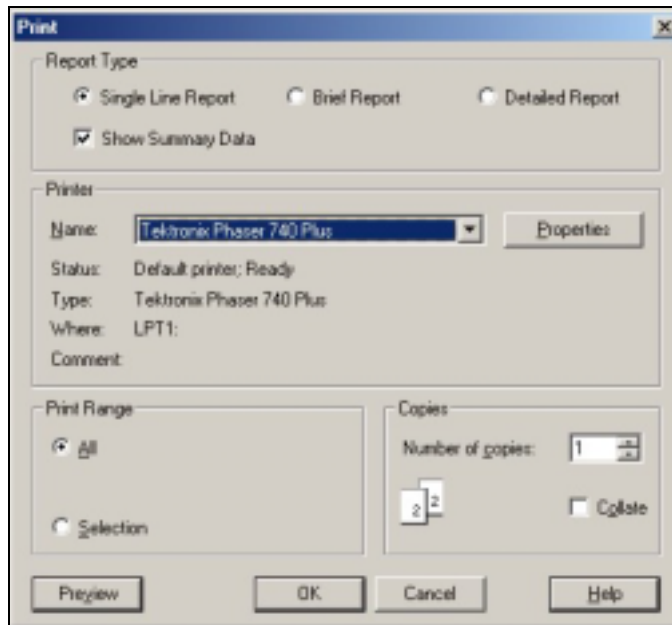 Print
Report Type
Single Line Report Brief Report Detailed Report
Show Summary Data
Printer
Name: Tektronix Phaser 740 Plus Properties
Status: Default printer; Ready
Type: Tektronix Phaser 740 Plus
Where: LPT1:
Comment:
Print Range
All
Selection
Copies
Number of copies: 1
2 2
Collate
Preview OK Cancel Help